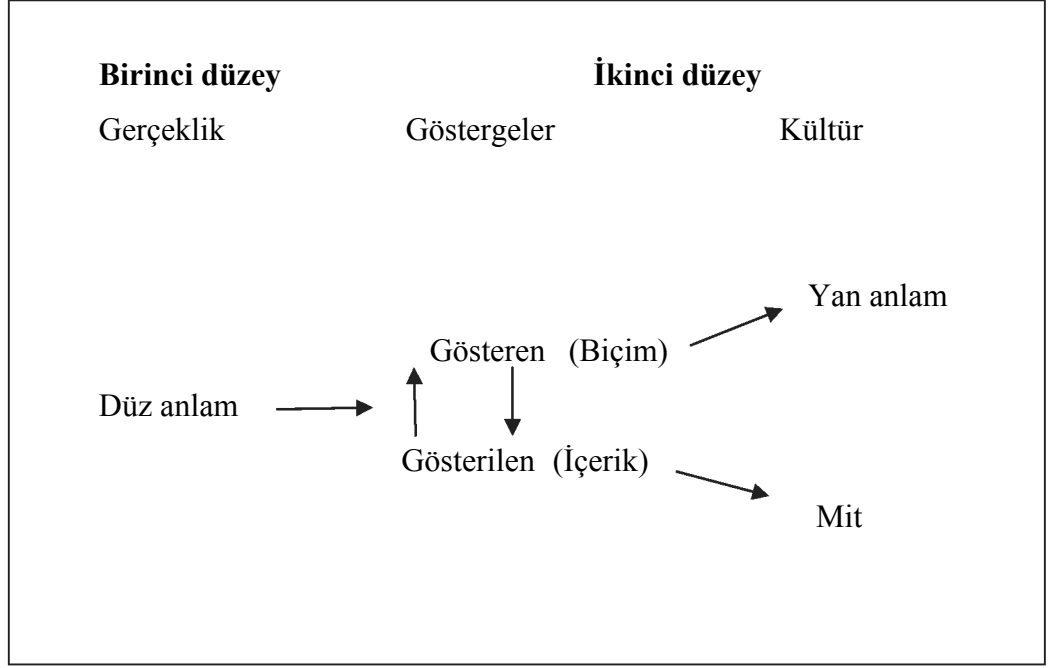 Birinci düzey İkinci düzey
Gerçeklik Göstergeler Kültür
Yan anlam
Gösteren (Biçim)
Düz anlam
Gösterilen (İçerik)
Mit